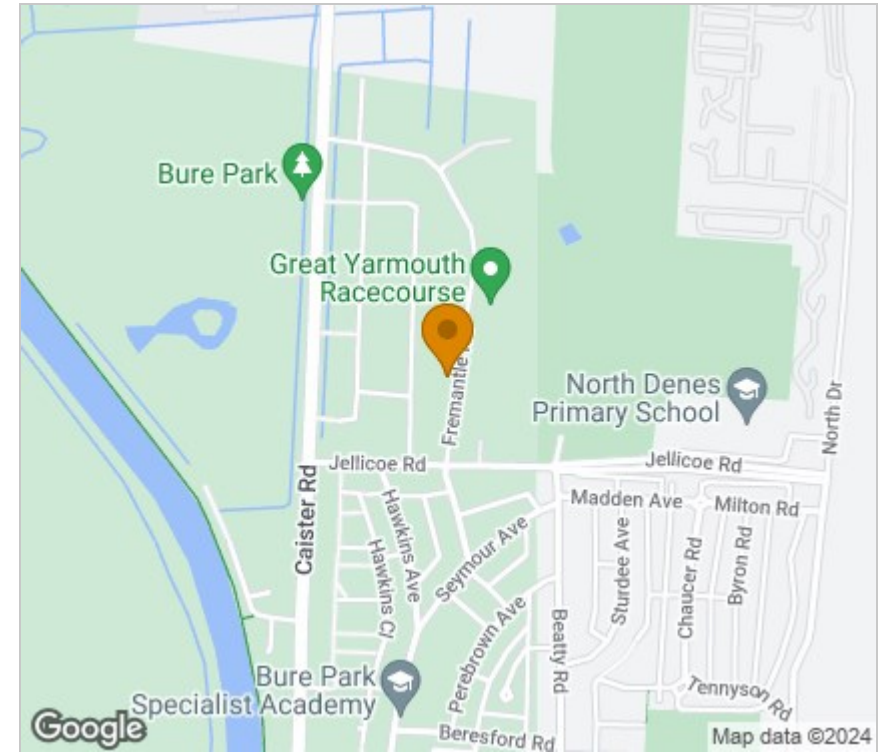 Bure Park
Great Yarmouth
Racecourse
Fremantle
North Denes
Primary School
North Dr
Jellicoe Rd
Jellicoe Rd
Caister Rd
Hawkins Ave
Hawkins Cl
Seymour Ave
Madden Ave
Milton Rd
Sturdee Ave
Chaucer Rd
Byron Rd
Perebrown Ave
Beatty Rd
Tennyson Rd
Bure Park
Specialist Academy
Beresford Rd
Google
Map data ©2024